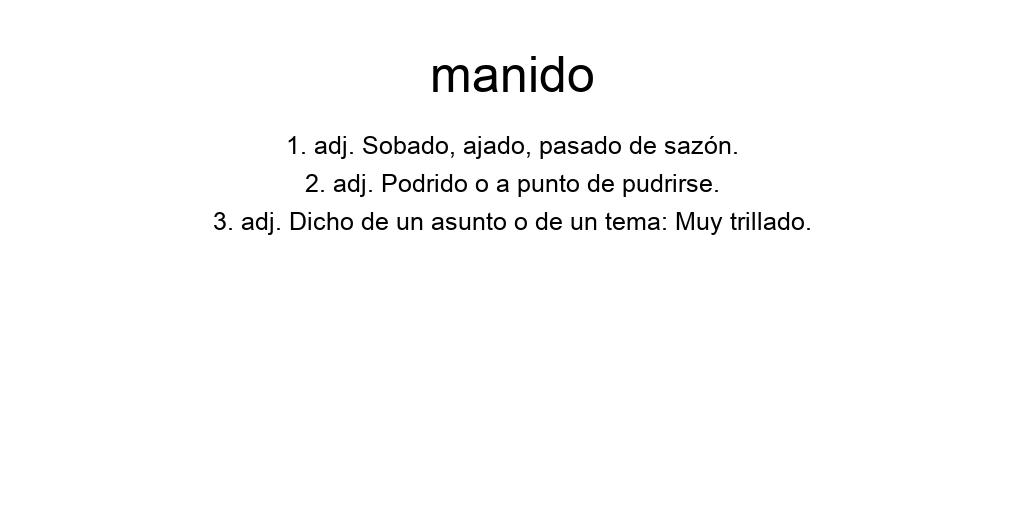 manido
1. adj. Sobado, ajado, pasado de sazón.
2. adj. Podrido o a punto de pudrirse.
3. adj. Dicho de un asunto o de un tema: Muy trillado.